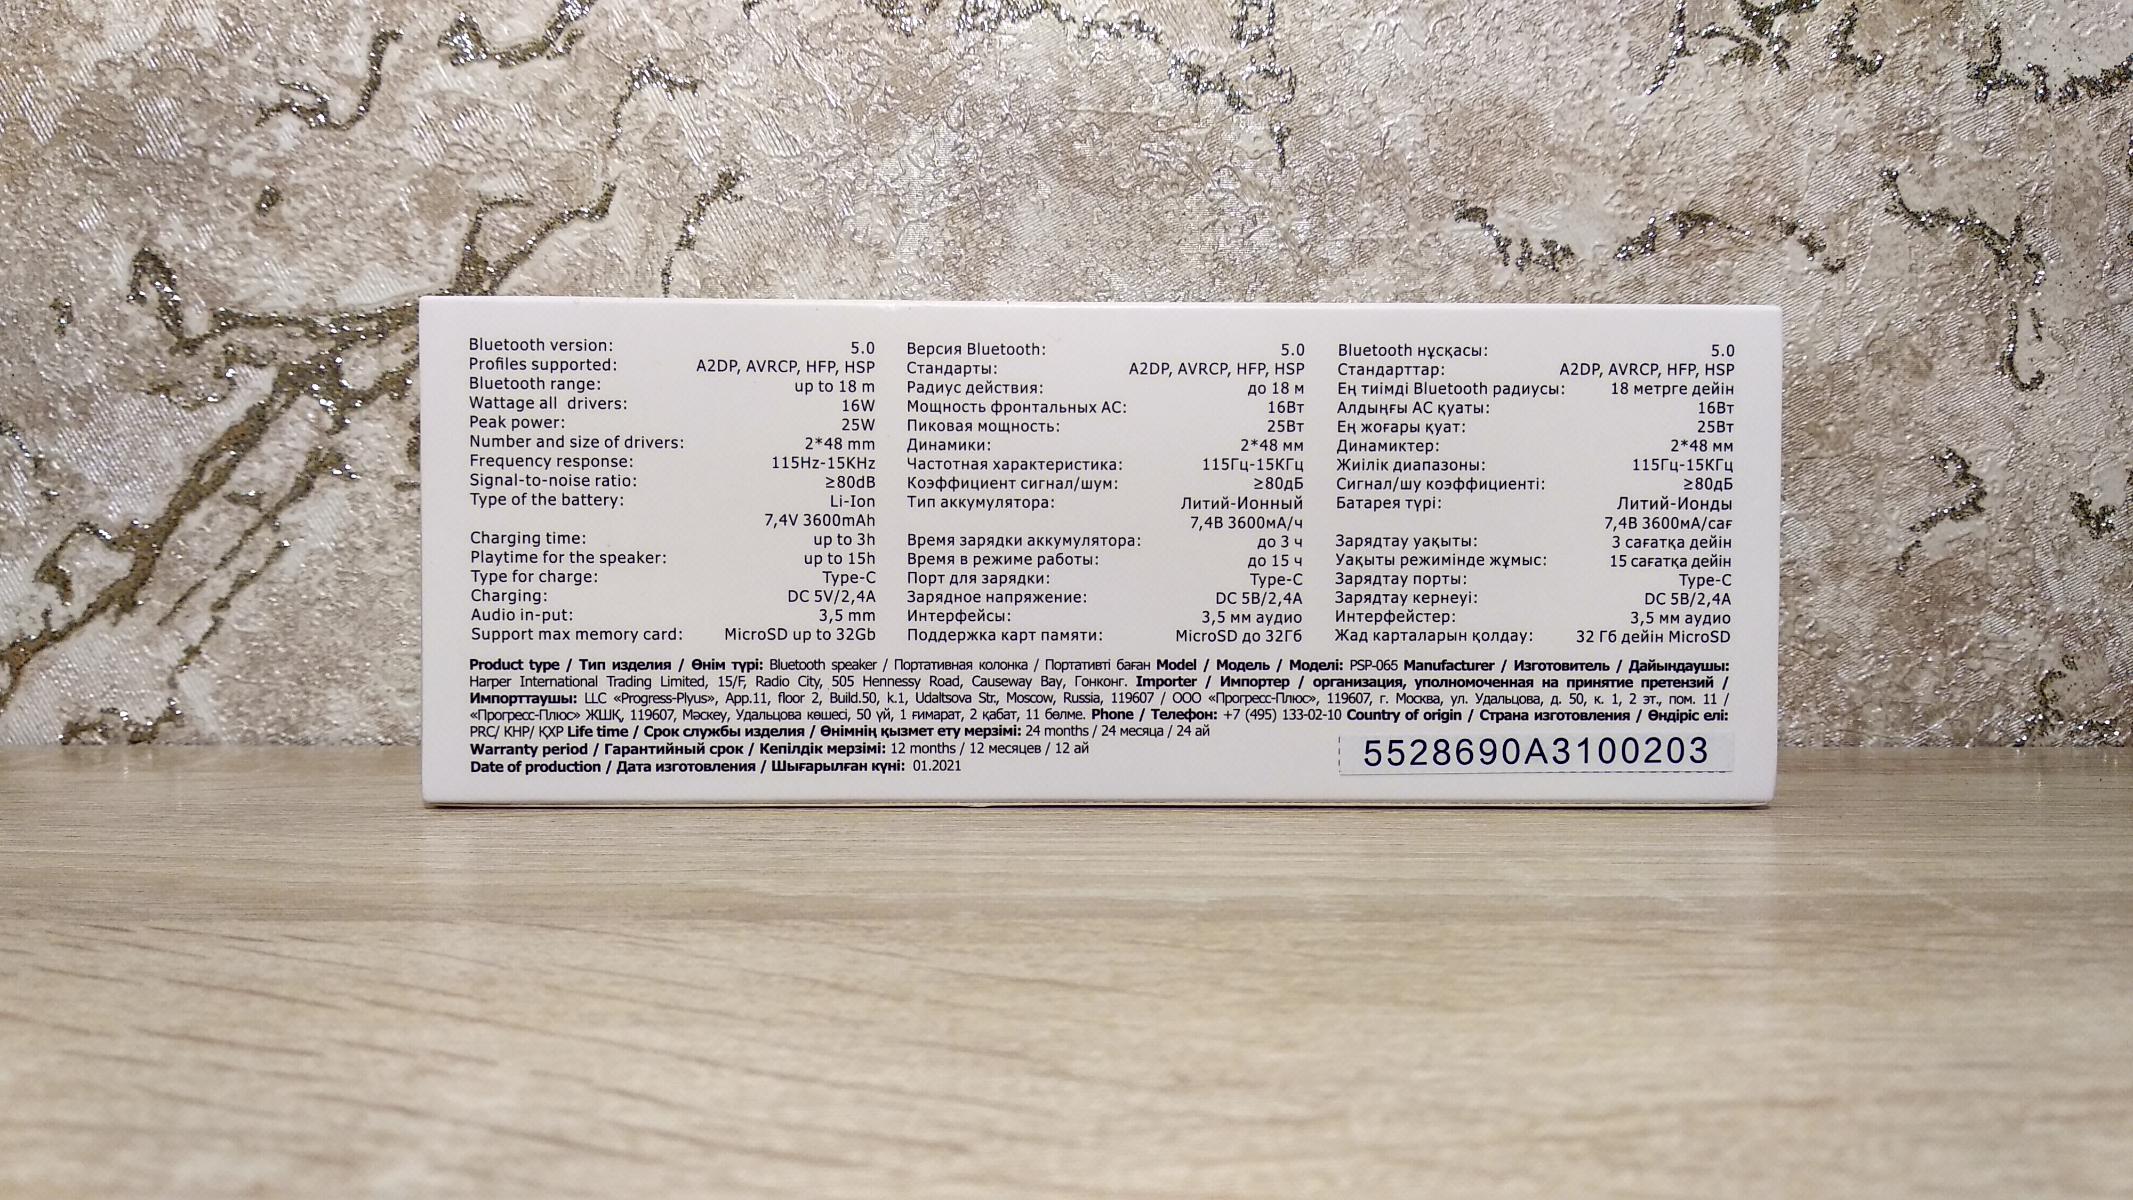 Bluetooth version: 5.0
Profiles supported: A2DP, AVRCP, HFP, HSP
Bluetooth range: up to 18 m
Wattage all drivers: 16W
Peak power: 25W
Number and size of drivers: 2*48 mm
Frequency response: 115Hz-15KHz
Signal-to-noise ratio: ≥80dB
Type of the battery: Li-Ion
7,4V 3600mAh
Charging time: up to 3h
Playtime for the speaker: up to 15h
Type for charge: Type-C
Charging: DC 5V/2,4A
Audio in-put: 3,5 mm
Support max memory card: MicroSD up to 32Gb
Версия Bluetooth: 5.0
Стандарты: A2DP, AVRCP, HFP, HSP
Радиус действия: до 18 м
Мощность фронтальных АС: 16Вт
Пиковая мощность: 25Вт
Динамики: 2*48 мм
Частотная характеристика: 115Гц-15КГц
Коэффициент сигнал/шум: ≥80дБ
Тип аккумулятора: Литий-Ионный
7,4В 3600мА/ч
Время зарядки аккумулятора: до 3 ч
Время в режиме работы: до 15 ч
Порт для зарядки: Type-C
Зарядное напряжение: DC 5В/2,4А
Интерфейсы: 3,5 мм аудио
Поддержка карт памяти: MicroSD до 32Гб
Bluetooth нұсқасы: 5.0
Стандарттар: A2DP, AVRCP, HFP, HSP
Ең тиімді Bluetooth радиусы: 18 метрге дейін
Алдыңғы АС қуаты: 16Вт
Ең жоғары қуат: 25Вт
Динамиктер: 2*48 мм
Жиілік диапазоны: 115Гц-15КГц
Сигнал/шу коэффициенті: ≥80дБ
Батарея түрі: Литий-Ионды
7,4В 3600мА/сағ
Зарядтау уақыты: 3 сағатқа дейін
Уақыты режимінде жұмыс: 15 сағатқа дейін
Зарядтау порты: Type-C
Зарядтау кернеуі: DC 5В/2,4А
Интерфейстер: 3,5 мм аудио
Жад карталарын қолдау: 32 Гб дейін MicroSD
Product type / Тип изделия / Өнім түрі: Bluetooth speaker / Портативная колонка / Портативті баған Model / Модель / Моделі: PSP-065 Manufacturer / Изготовитель / Дайындаушы:
Harper International Trading Limited, 15/F, Radio City, 505 Hennessy Road, Causeway Bay, Гонконг. Importer / Импортер / организация, уполномоченная на принятие претензий /
Импорттаушы: LLC «Progress-Plyus», App.11, floor 2, Build.50, k.1, Udaltsova Str., Moscow, Russia, 119607 / ООО «Прогресс-Плюс», 119607, г. Москва, ул. Удальцова, д. 50, к. 1, 2 эт., пом. 11 /
«Прогресс-Плюс» ЖШҚ, 119607, Мәскеу, Удальцова көшесі, 50 үй, 1 ғимарат, 2 қабат, 11 бөлме. Phone / Телефон: +7 (495) 133-02-10 Country of origin / Страна изготовления / Өндіріс елі:
PRC/ КНР/ ҚХР Life time / Срок службы изделия / Өнімнің қызмет ету мерзімі: 24 months / 24 месяца / 24 ай
Warranty period / Гарантийный срок / Кепілдік мерзімі: 12 months / 12 месяцев / 12 ай
Date of production / Дата изготовления / Шығарылған күні: 01.2021
5528690A3100203